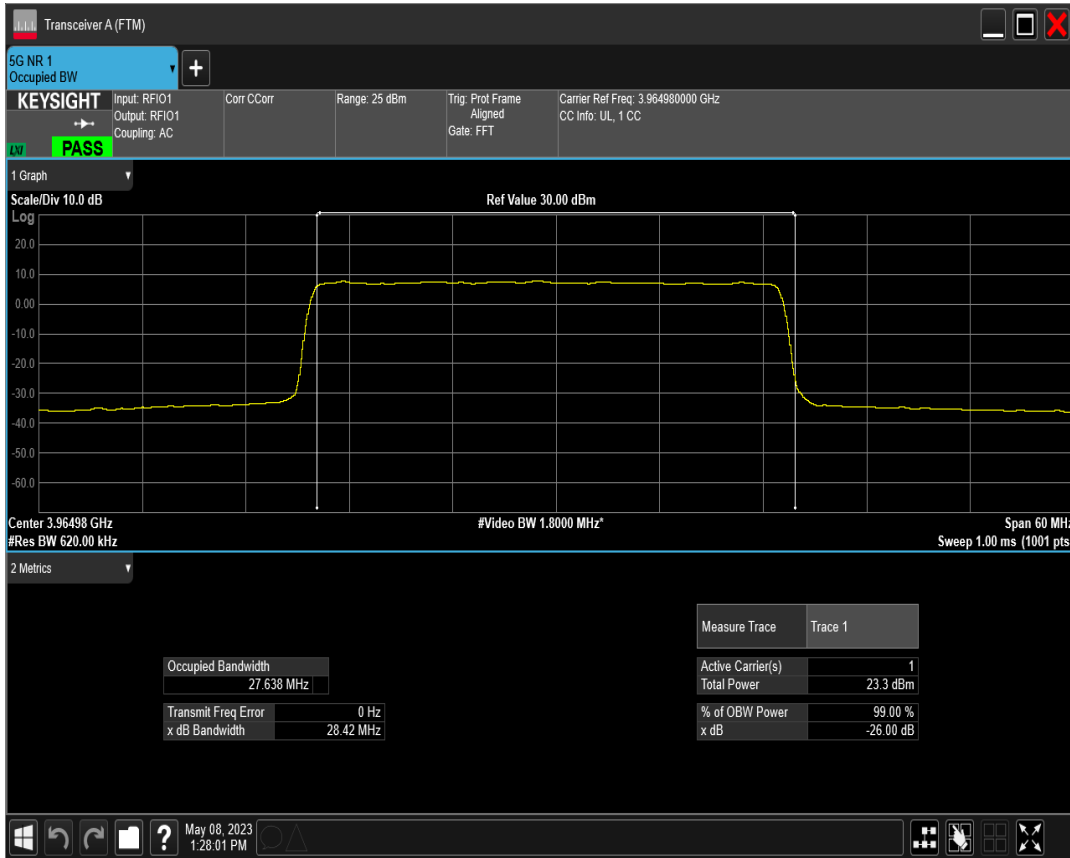 Transceiver A (FTM)
5G NR 1
Occupied BW
+
KEYSIGHT
LXI
PASS
Input: RFIO1
Output: RFIO1
Coupling: AC
Corr CCorr
Range: 25 dBm
Trig: Prot Frame
Aligned
Gate: FFT
Carrier Ref Freq: 3.964980000 GHz
CC Info: UL, 1 CC
1 Graph
Scale/Div 10.0 dB
Ref Value 30.00 dBm
Log
20.0
10.0
0.00
-10.0
-20.0
-30.0
-40.0
-50.0
-60.0
Center 3.96498 GHz
#Video BW 1.8000 MHz*
Span 60 MHz
#Res BW 620.00 kHz
Sweep 1.00 ms (1001 pts
2 Metrics
Measure Trace Trace 1
Occupied Bandwidth
27.638 MHz
Active Carrier(s) 1
Total Power 23.3 dBm
Transmit Freq Error 0 Hz
x dB Bandwidth 28.42 MHz
% of OBW Power 99.00 %
x dB -26.00 dB
?
May 08, 2023
1:28:01 PM